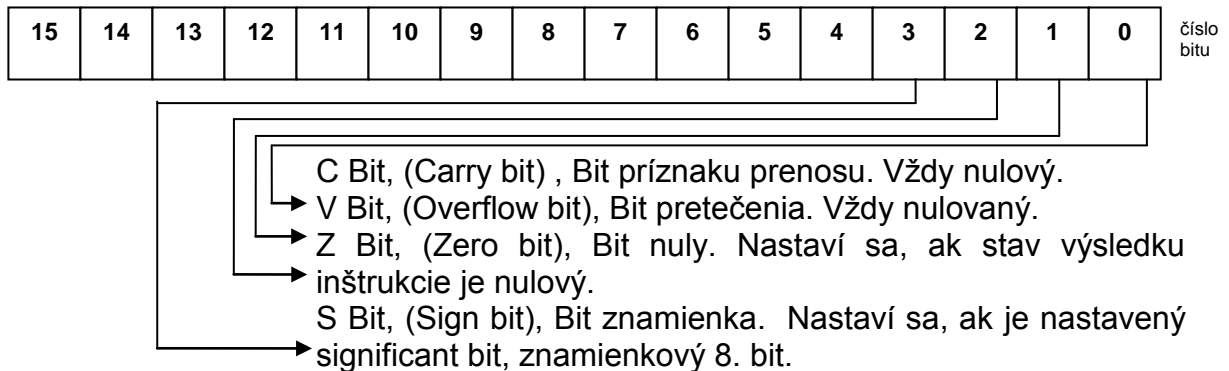 15 14 13 12 11 10 9 8 7 6 5 4 3 2 1 0 číslo
bitu
C Bit, (Carry bit) , Bit príznaku prenosu. Vždy nulový.
V Bit, (Overflow bit), Bit pretečenia. Vždy nulovaný.
Z Bit, (Zero bit), Bit nuly. Nastaví sa, ak stav výsledku
inštrukcie je nulový.
S Bit, (Sign bit), Bit znamienka. Nastaví sa, ak je nastavený
significant bit, znamienkový 8. bit.